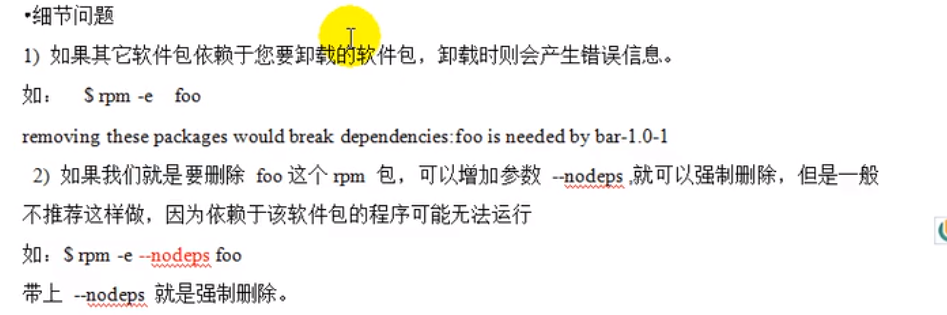 •细节问题
1) 如果其它软件包依赖于您要卸载的软件包，卸载时则会产生错误信息。
如： $ rpm -e foo
removing these packages would break dependencies:foo is needed by bar-1.0-1
2) 如果我们就是要删除 foo 这个 rpm 包，可以增加参数 --nodeps ,就可以强制删除，但是一般
不推荐这样做，因为依赖于该软件包的程序可能无法运行
如：$ rpm -e --nodeps foo
带上 --nodeps 就是强制删除。